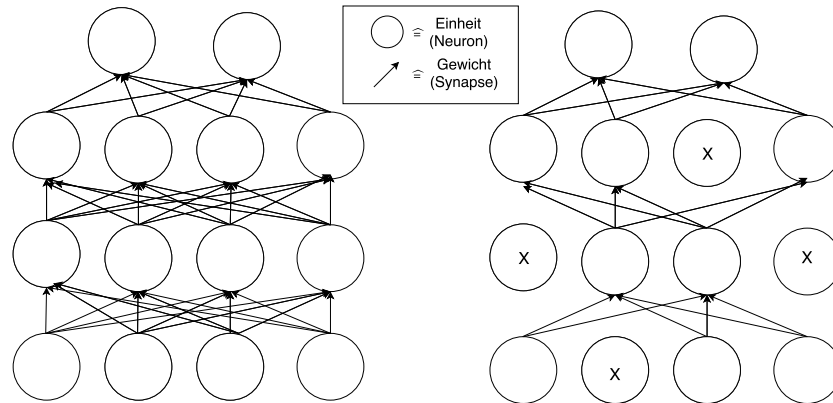 ≙ Einheit
(Neuron)
≙ Gewicht
(Synapse)
X
X
X
X